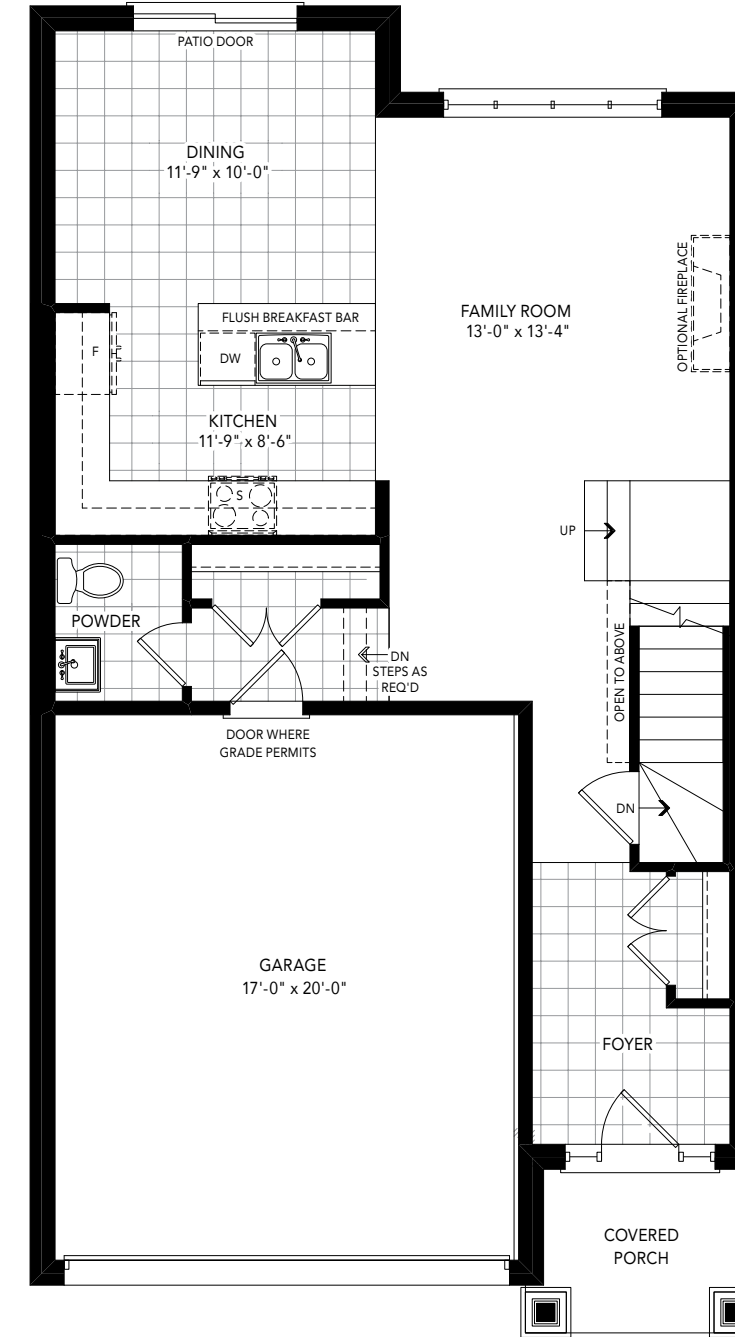 PATIO DOOR
DINING
11'-9" x 10'-0"
FAMILY ROOM
13'-0" x 13'-4"
OPTIONAL FIREPLACE
FLUSH BREAKFAST BAR
F
DW
KITCHEN
11'-9" x 8'-6"
S
UP
POWDER
DN
STEPS AS
REQ'D
OPEN TO ABOVE
DOOR WHERE
GRADE PERMITS
DN
GARAGE
17'-0" x 20'-0"
FOYER
COVERED
PORCH